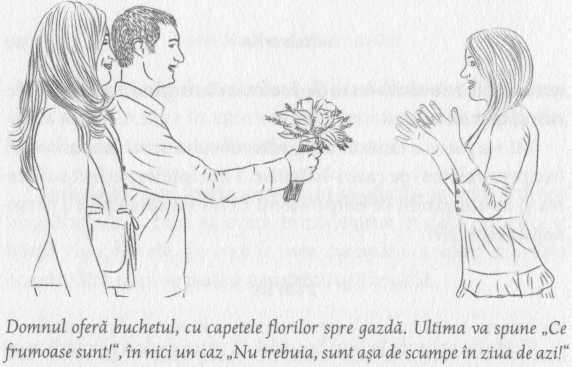 Domnul oferă buchetul, cu capetele florilor spre gazdă. Ultima va spune „Ce
frumoase sunt!“, în nici un caz „Nu trebuia, sunt așa de scumpe în ziua de azi!“